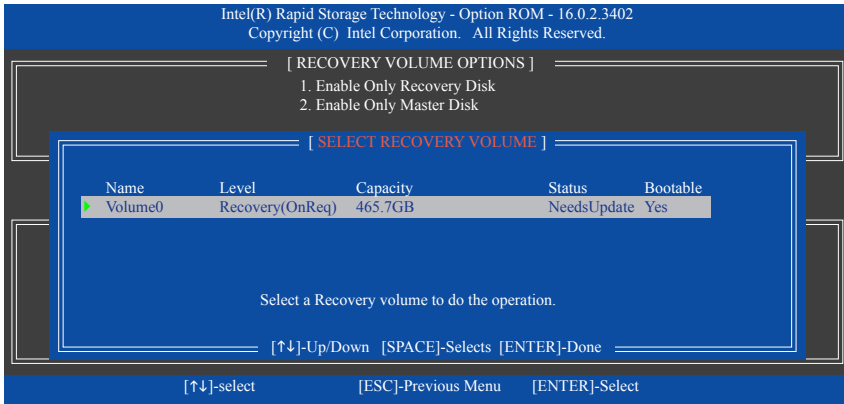 Intel(R) Rapid Storage Technology - Option ROM - 16.0.2.3402
Copyright (C) Intel Corporation. All Rights Reserved.
[ RECOVERY VOLUME OPTIONS ]
1. Enable Only Recovery Disk
2. Enable Only Master Disk
[ SELECT RECOVERY VOLUME ]
Name Level Capacity Status Bootable
Volume0 Recovery(OnReq) 465.7GB NeedsUpdate Yes
Select a Recovery volume to do the operation.
[↑↓]-Up/Down [SPACE]-Selects [ENTER]-Done
[↑↓]-select [ESC]-Previous Menu [ENTER]-Select